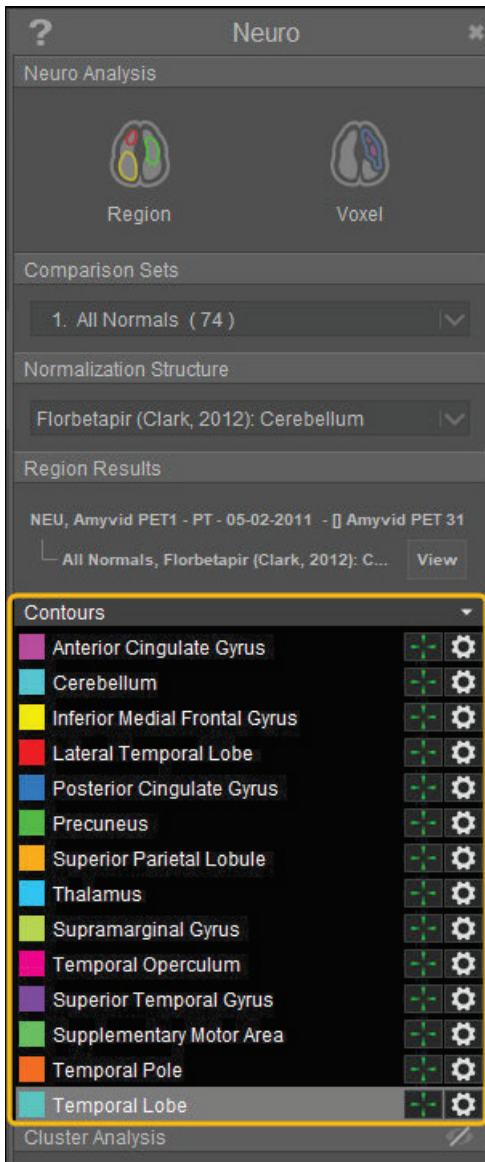 ? Neuro
Neuro Analysis
Region Voxel
Comparison Sets
1. All Normals ( 74 )
Normalization Structure
Florbetapir (Clark, 2012): Cerebellum
Region Results
NEU, Amyvid PET1 - PT - 05-02-2011 - [] Amyvid PET 31
All Normals, Florbetapir (Clark, 2012): C... View
Contours
Anterior Cingulate Gyrus
Cerebellum
Inferior Medial Frontal Gyrus
Lateral Temporal Lobe
Posterior Cingulate Gyrus
Precuneus
Superior Parietal Lobule
Thalamus
Supramarginal Gyrus
Temporal Operculum
Superior Temporal Gyrus
Supplementary Motor Area
Temporal Pole
Temporal Lobe
Cluster Analysis